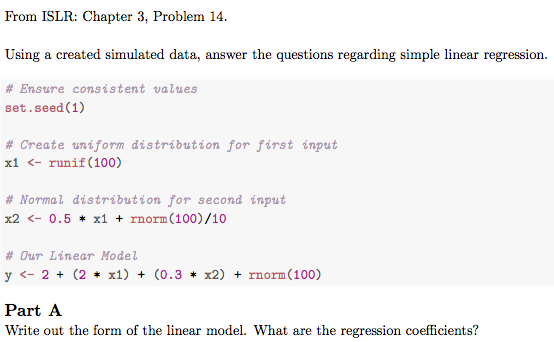 From ISLR: Chapter 3, Problem 14.
Using a created simulated data, answer the questions regarding simple linear regression.
# Ensure consistent values
set.seed(1)
# Create uniform distribution for first input
x1 <- runif(100)
# Normal distribution for second input
x2 <- 0.5 * x1 + rnorm(100)/10
# Our Linear Model
y <- 2 + (2 * x1) + (0.3 * x2) + rnorm(100)
Part A
Write out the form of the linear model. What are the regression coefficients?